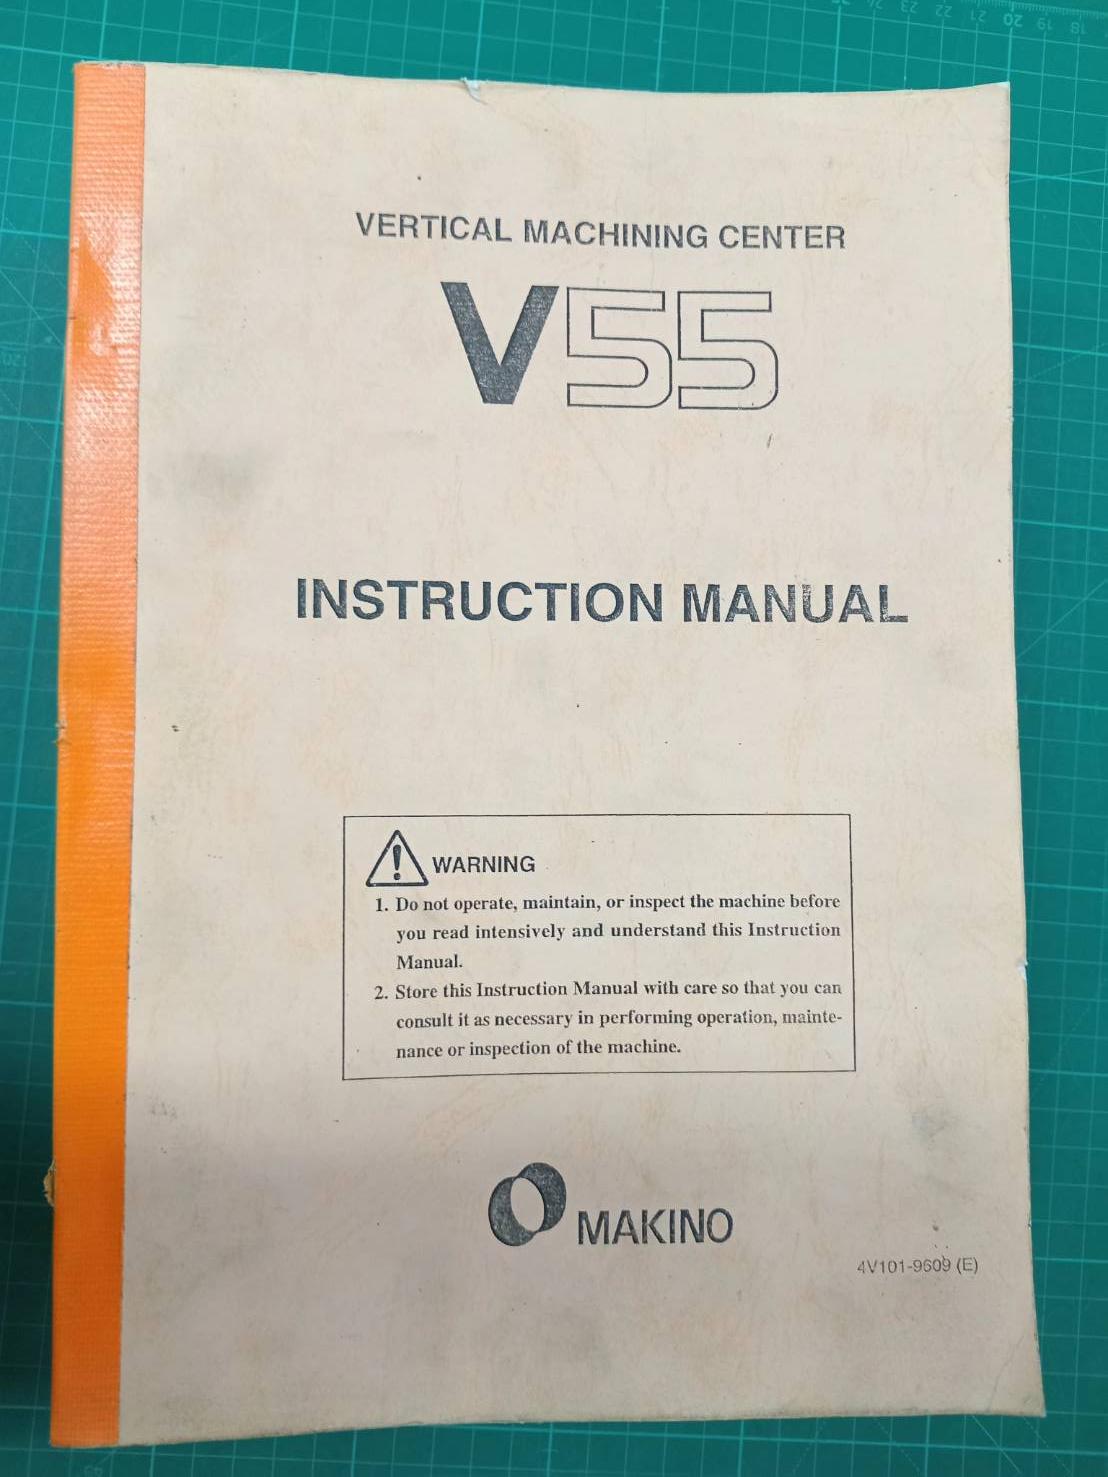 VERTICAL MACHINING CENTER
V55
INSTRUCTION MANUAL
WARNING
1. Do not operate, maintain, or inspect the machine before
you read intensively and understand this Instruction
Manual.
2. Store this Instruction Manual with care so that you can
consult it as necessary in performing operation, mainte-
nance or inspection of the machine.
MAKINO
4V101-9609 (E)